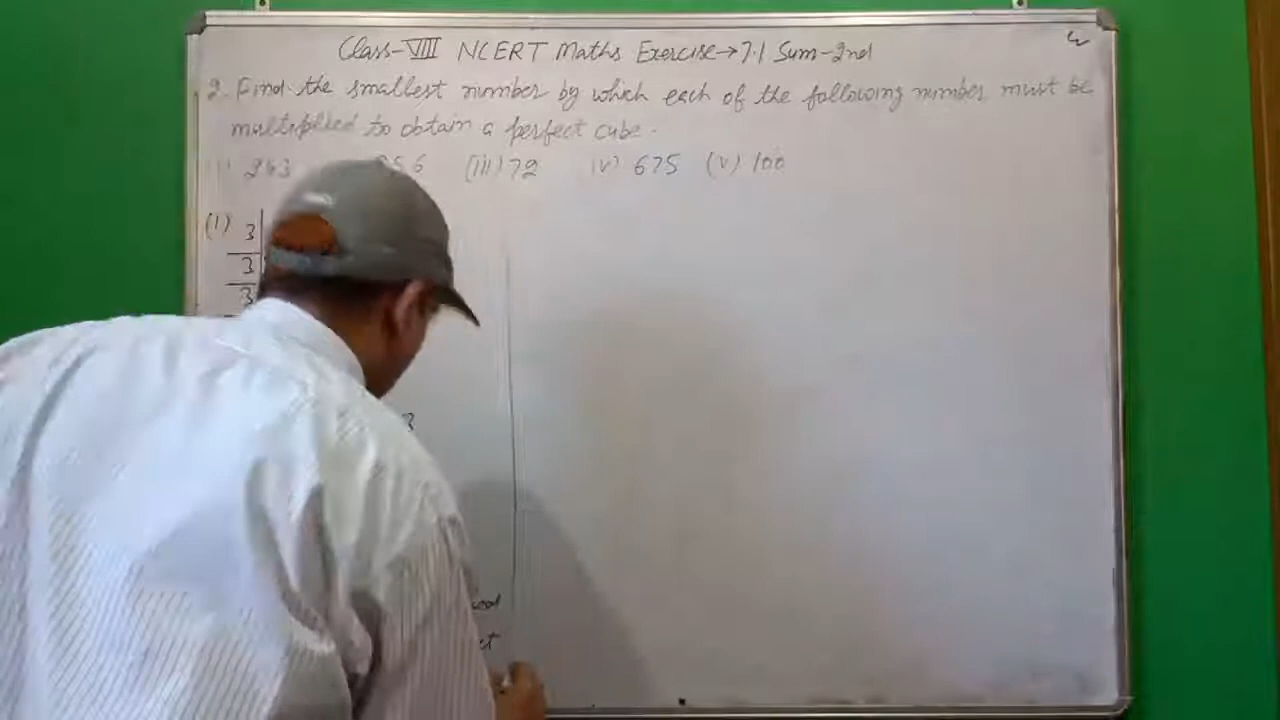 Class-VIII NCERT Maths Exercise→7.1 Sum-2nd
2. Find the smallest number by which each of the following number must be
multiplied to obtain a perfect cube.
(i) 243 256 (iii) 72 (iv) 675 (v) 100
(1) 3
3
3
3